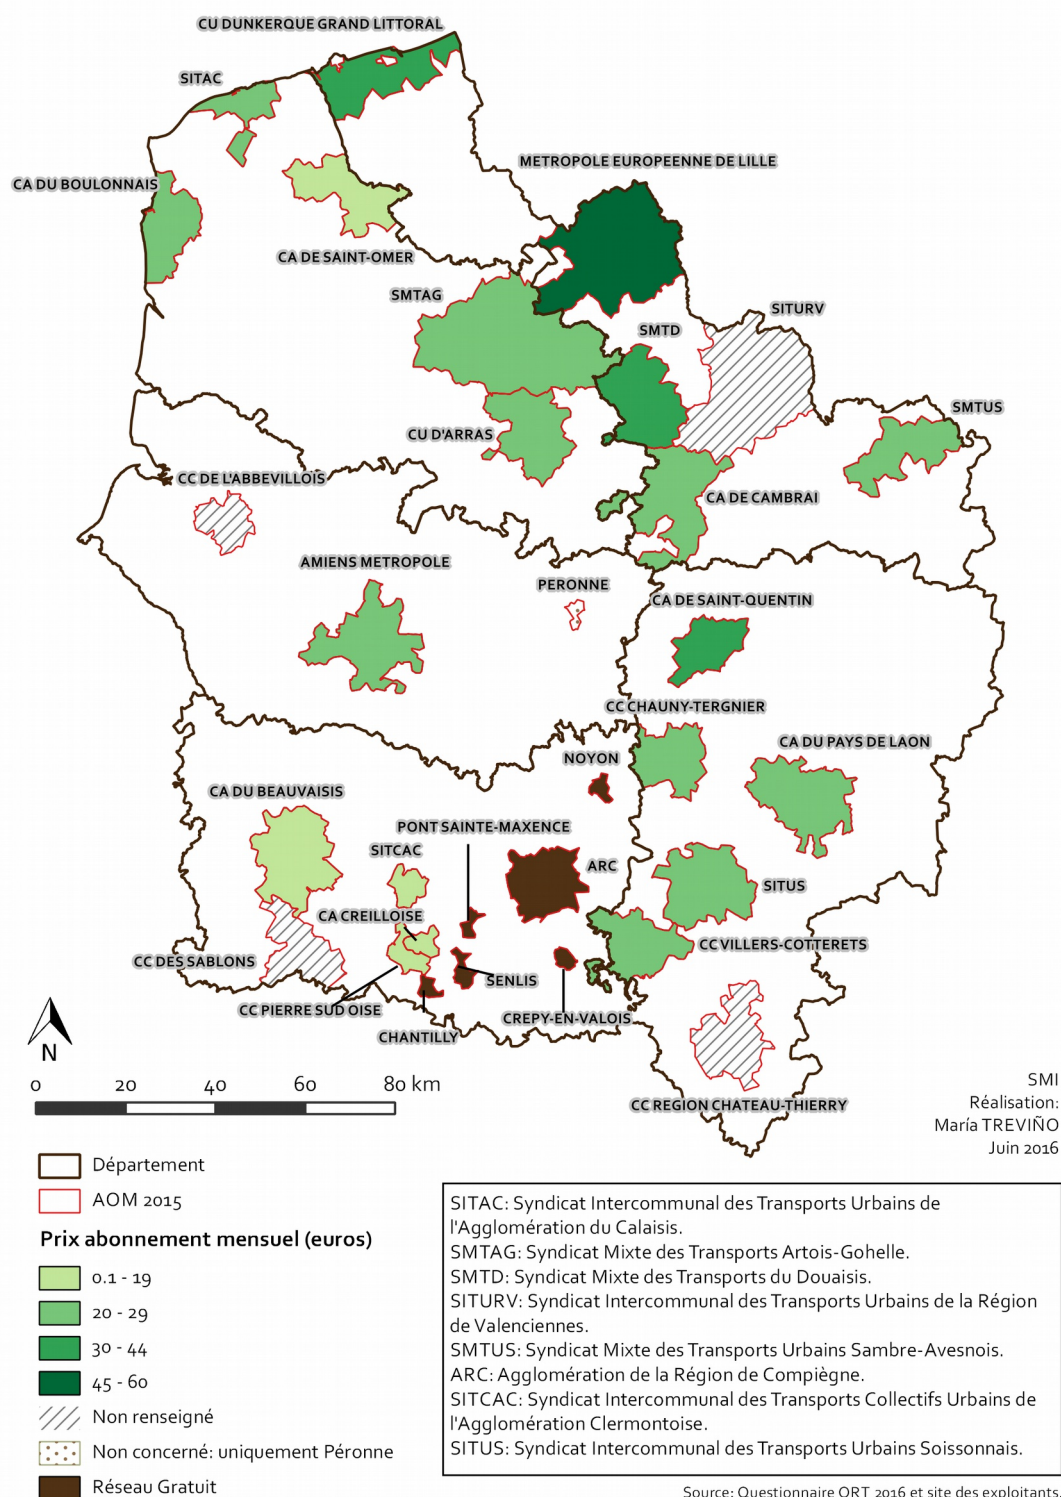 CU DUNKERQUE GRAND LITTORAL
SITAC
METROPOLE EUROPEENNE DE LILLE
CA DU BOULONNAIS
CA DE SAINT-OMER
SMTAG
SITURV
SMTD
SMTUS
CU D'ARRAS
CC DE L'ABBEVILLOIS
CA DE CAMBRAI
AMIENS METROPOLE
PERONNE
CA DE SAINT-QUENTIN
CC CHAUNY-TERGNIER
CA DU PAYS DE LAON
NOYON
CA DU BEAUVAISIS
PONT SAINTE-MAXENCE
SITCAC
ARC
SITUS
CA CREILLOISE
CC VILLERS-COTTERETS
CC DES SABLONS
SENLIS
CC PIERRE SUD OISE
CREPY-EN-VALOIS
CHANTILLY
N
0 20 40 60 80 km
CC REGION CHATEAU-THIERRY
SMI
Réalisation:
María TREVIÑO
Juin 2016
Département
AOM 2015
Prix abonnement mensuel (euros)
0.1 - 19
20 - 29
30 - 44
45 - 60
Non renseigné
Non concerné: uniquement Péronne
Réseau Gratuit
SITAC: Syndicat Intercommunal des Transports Urbains de
l'Agglomération du Calaisis.
SMTAG: Syndicat Mixte des Transports Artois-Gohelle.
SMTD: Syndicat Mixte des Transports du Douaisis.
SITURV: Syndicat Intercommunal des Transports Urbains de la Région
de Valenciennes.
SMTUS: Syndicat Mixte des Transports Urbains Sambre-Avesnois.
ARC: Agglomération de la Région de Compiègne.
SITCAC: Syndicat Intercommunal des Transports Collectifs Urbains de
l'Agglomération Clermontoise.
SITUS: Syndicat Intercommunal des Transports Urbains Soissonnais.
Source: Questionnaire ORT 2016 et site des exploitants.